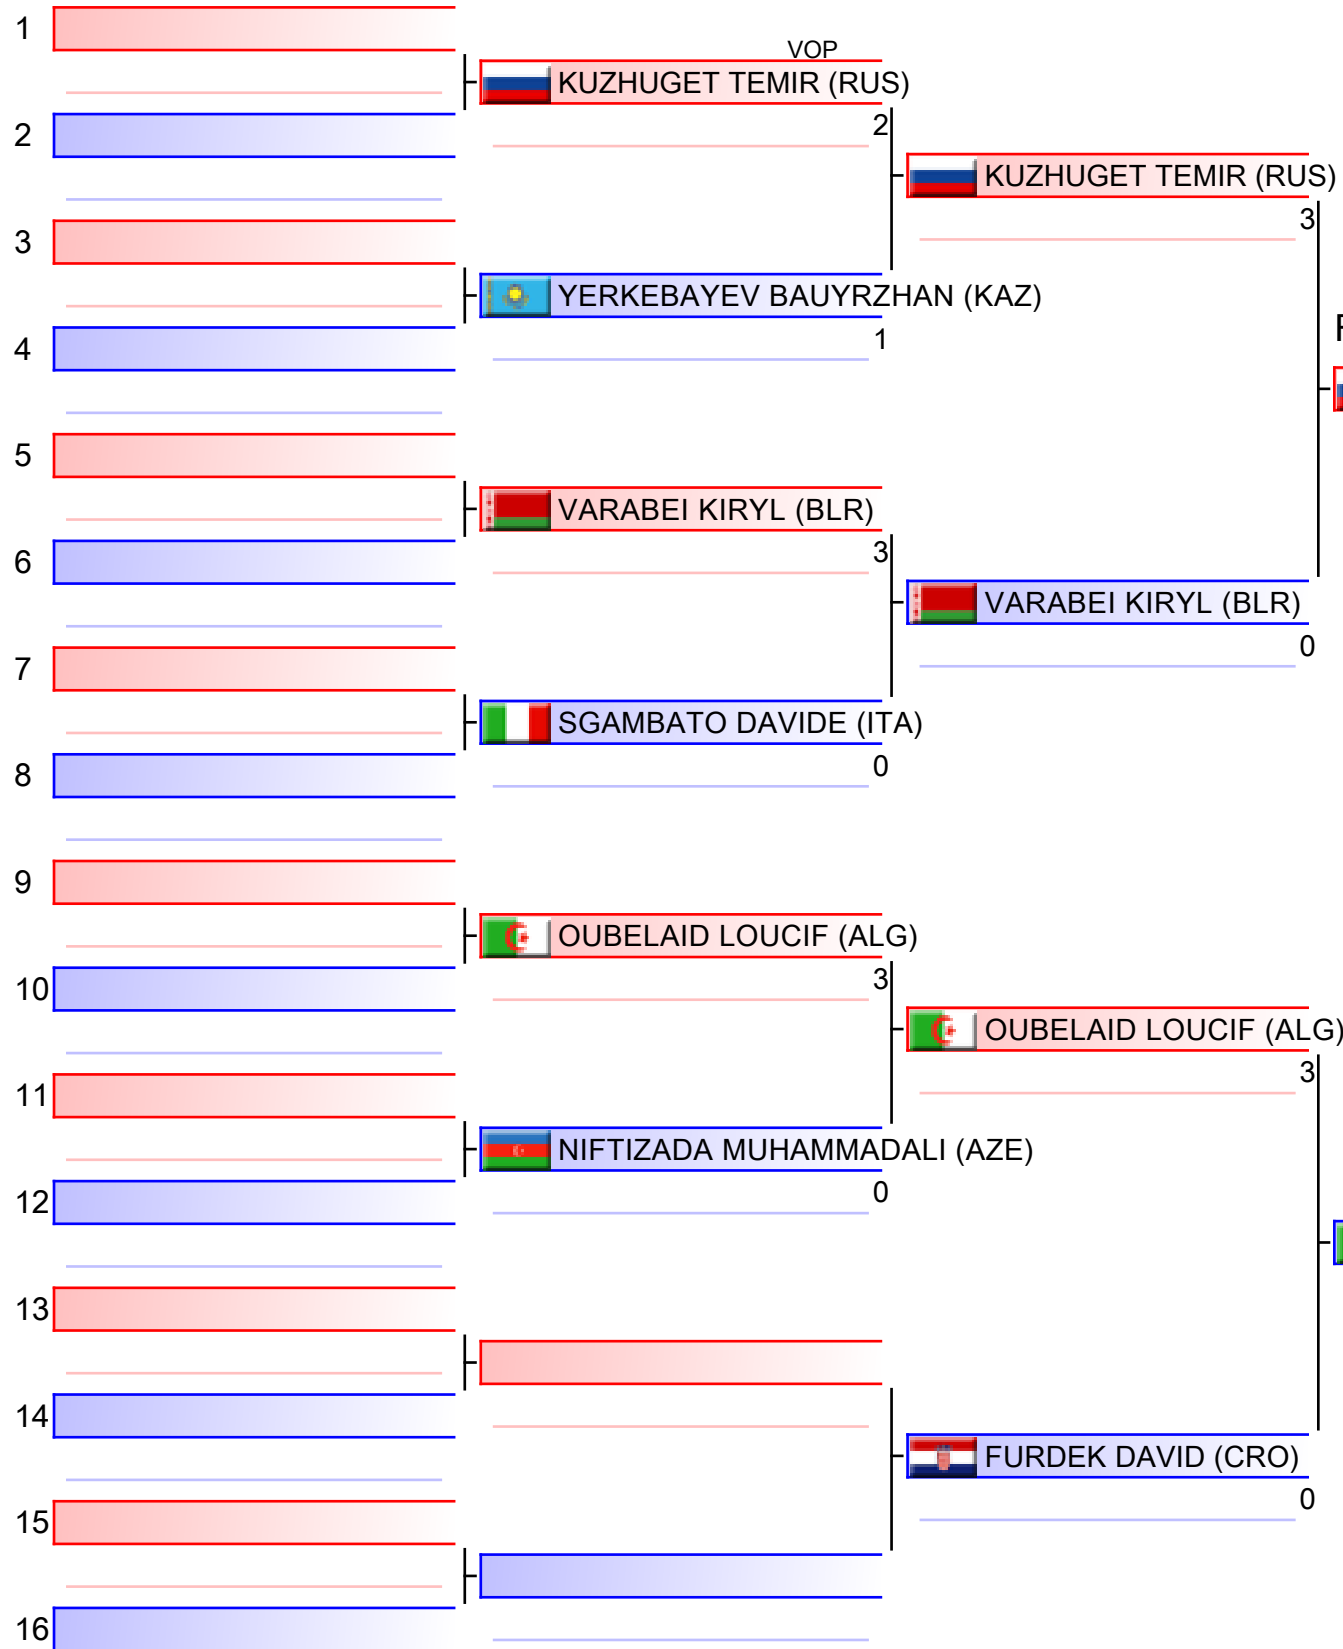 1
VOP
KUZHUGET TEMIR (RUS)
2
2
KUZHUGET TEMIR (RUS)
3
3
YERKEBAYEV BAUYRZHAN (KAZ)
4
1
5
VARABEI KIRYL (BLR)
6
3
VARABEI KIRYL (BLR)
0
7
SGAMBATO DAVIDE (ITA)
8
0
9
OUBELAID LOUCIF (ALG)
10
3
OUBELAID LOUCIF (ALG)
3
11
NIFTIZADA MUHAMMADALI (AZE)
12
0
13
14
FURDEK DAVID (CRO)
0
15
16